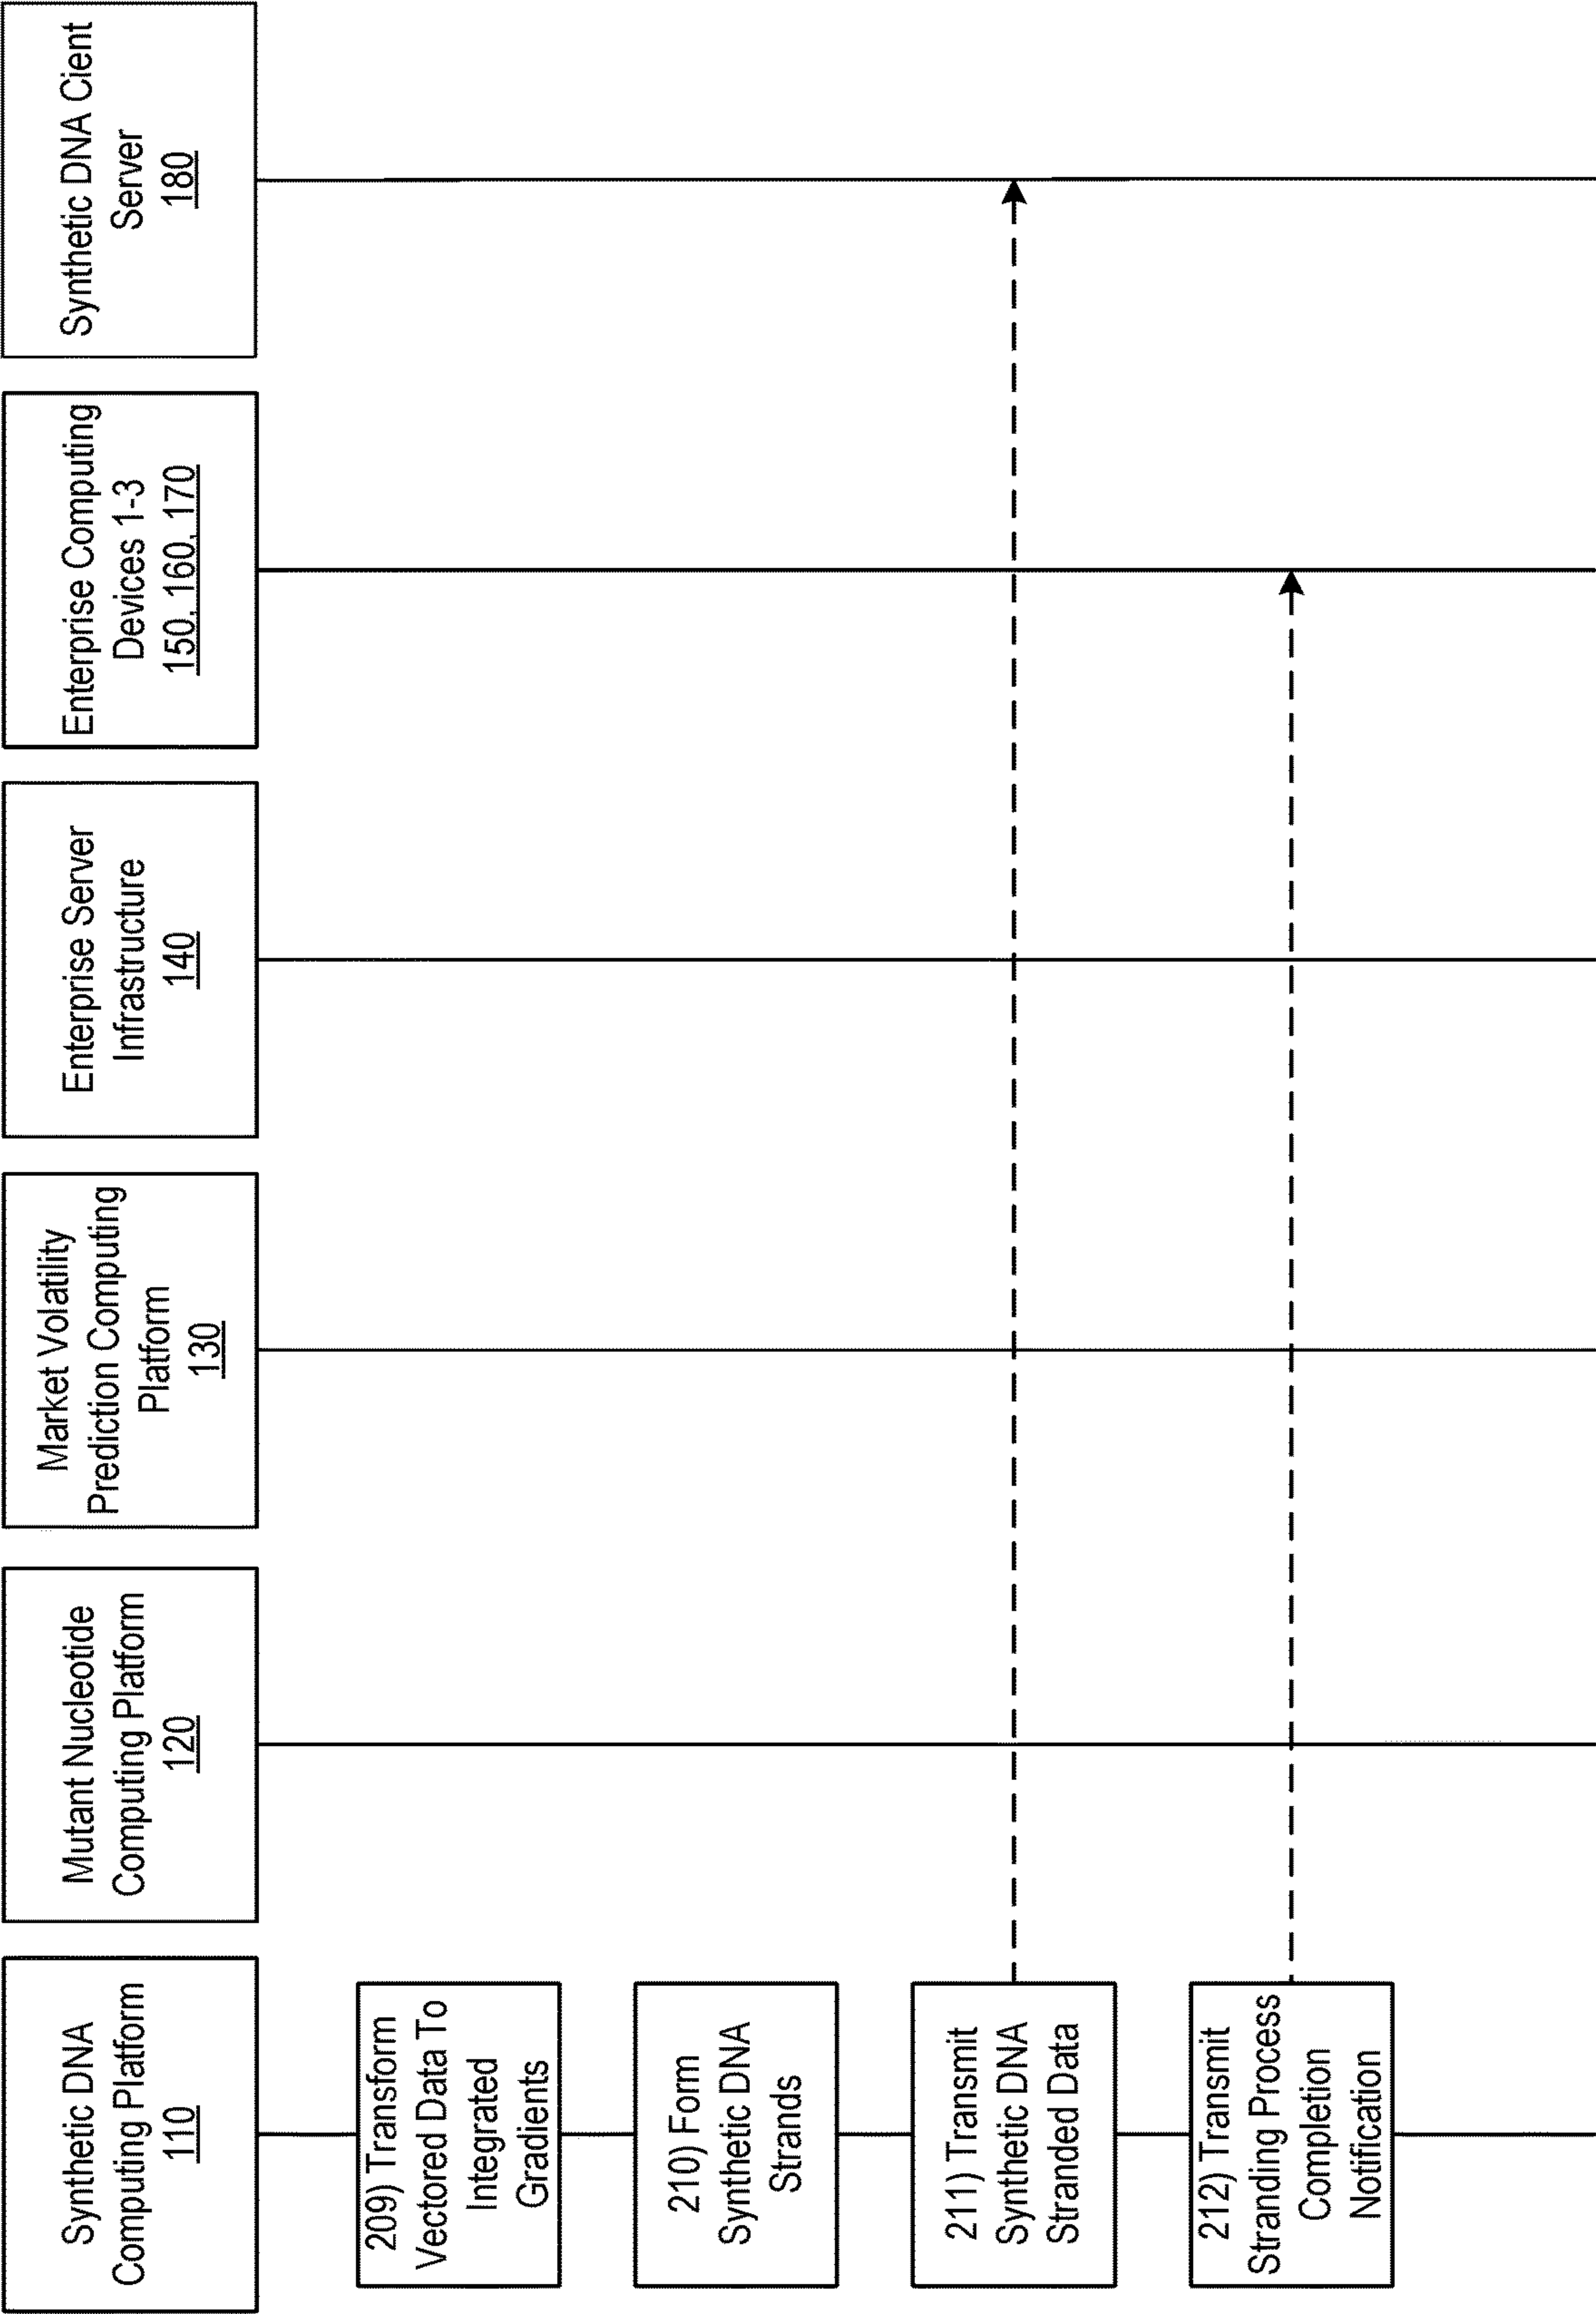 Synthetic DNA
Computing Platform
110
Mutant Nucleotide
Computing Platform
120
Market Volatility
Prediction Computing
Platform
130
Enterprise Server
Infrastructure
140
Enterprise Computing
Devices 1-3
150, 160, 170
Synthetic DNA Cient
Server
180
209) Transform
Vectored Data To
Integrated
Gradients
210) Form
Synthetic DNA
Strands
211) Transmit
Synthetic DNA
Stranded Data
212) Transmit
Stranding Process
Completion
Notification